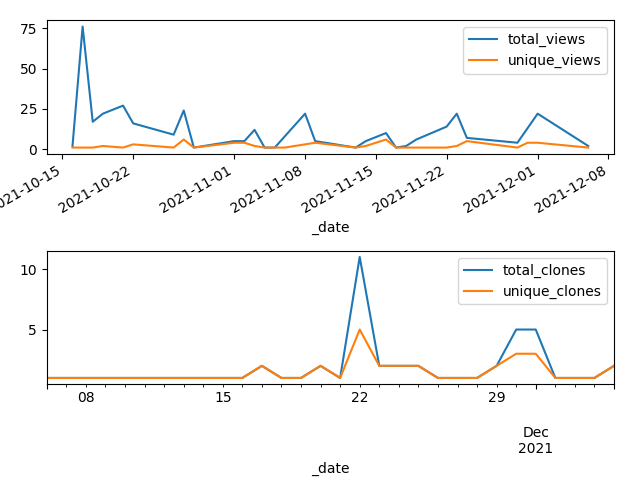 75
50
25
0
total_views
unique_views
2021-10-15
2021-10-22
2021-11-01
2021-11-08
2021-11-15
2021-11-22
2021-12-01
2021-12-08
_date
10
5
total_clones
unique_clones
08
15
22
29
Dec
2021
_date